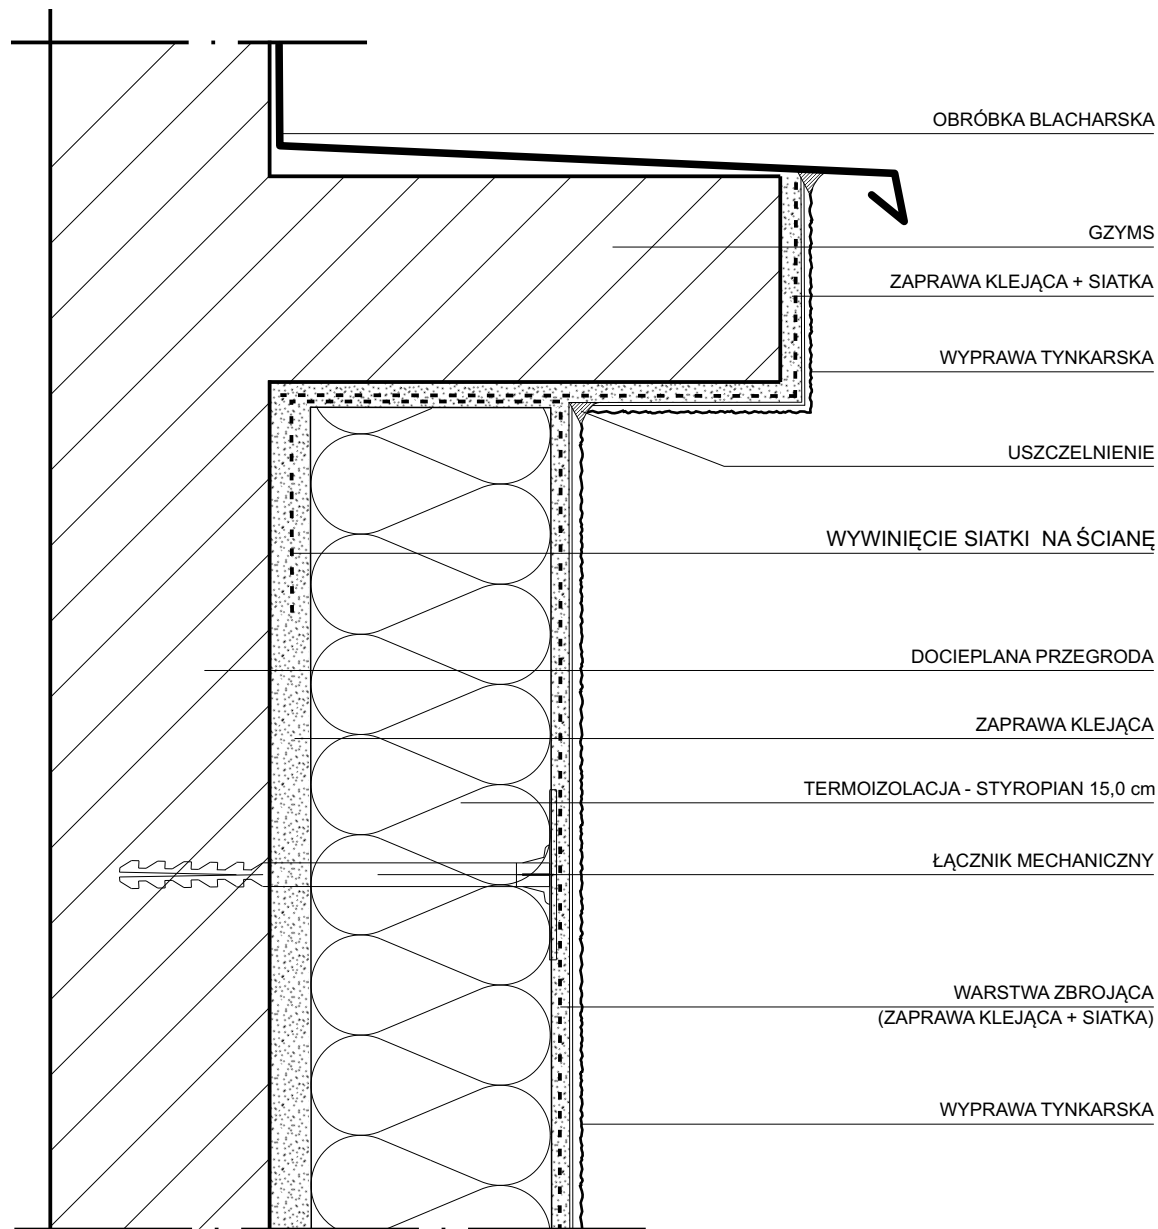 OBRÓBKA BLACHARSKA
GZYMS
ZAPRAWA KLEJĄCA + SIATKA
WYPRAWA TYNKARSKA
USZCZELNIENIE
WYWINIĘCIE SIATKI NA ŚCIANĘ
DOCIEPLANA PRZEGRODA
ZAPRAWA KLEJĄCA
TERMOIZOLACJA - STYROPIAN 15,0 cm
ŁĄCZNIK MECHANICZNY
WARSTWA ZBROJĄCA
(ZAPRAWA KLEJĄCA + SIATKA)
WYPRAWA TYNKARSKA